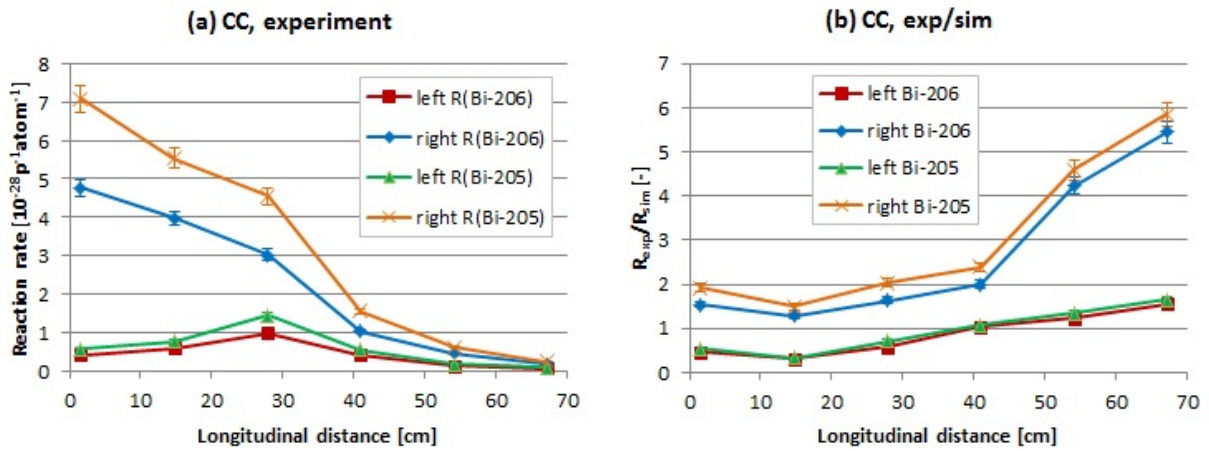 (a) CC, experiment
Reaction rate [10⁻²⁸p⁻¹atom⁻¹]
8
7
6
5
4
3
2
1
0
left R(Bi-206)
right R(Bi-206)
left R(Bi-205)
right R(Bi-205)
0 10 20 30 40 50 60 70
Longitudinal distance [cm]
(b) CC, exp/sim
R_exp/R_sim [-]
7
6
5
4
3
2
1
0
left Bi-206
right Bi-206
left Bi-205
right Bi-205
0 10 20 30 40 50 60 70
Longitudinal distance [cm]